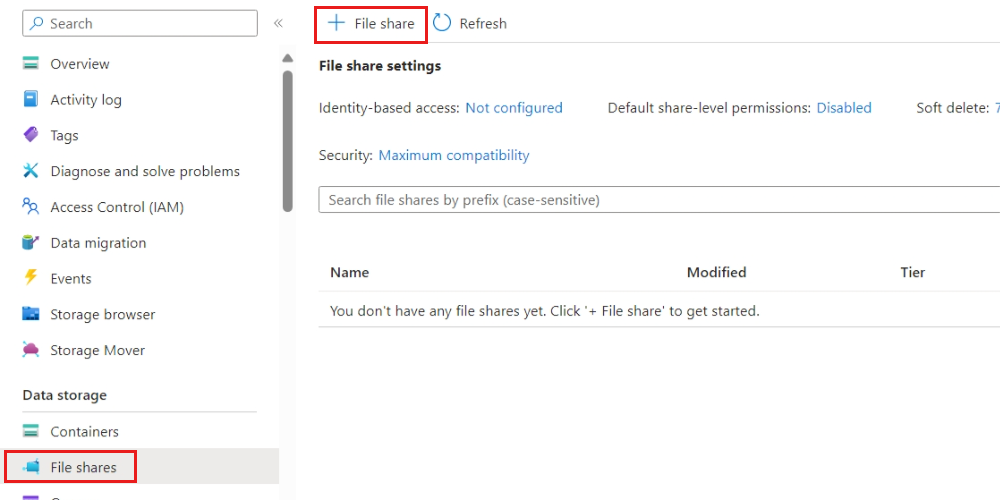 Search
Overview
Activity log
Tags
Diagnose and solve problems
Access Control (IAM)
Data migration
Events
Storage browser
Storage Mover
Data storage
Containers
File shares
File share
Refresh
File share settings
Identity-based access: Not configured Default share-level permissions: Disabled Soft delete:
Security: Maximum compatibility
Search file shares by prefix (case-sensitive)
Name Modified Tier
You don't have any file shares yet. Click '+ File share' to get started.